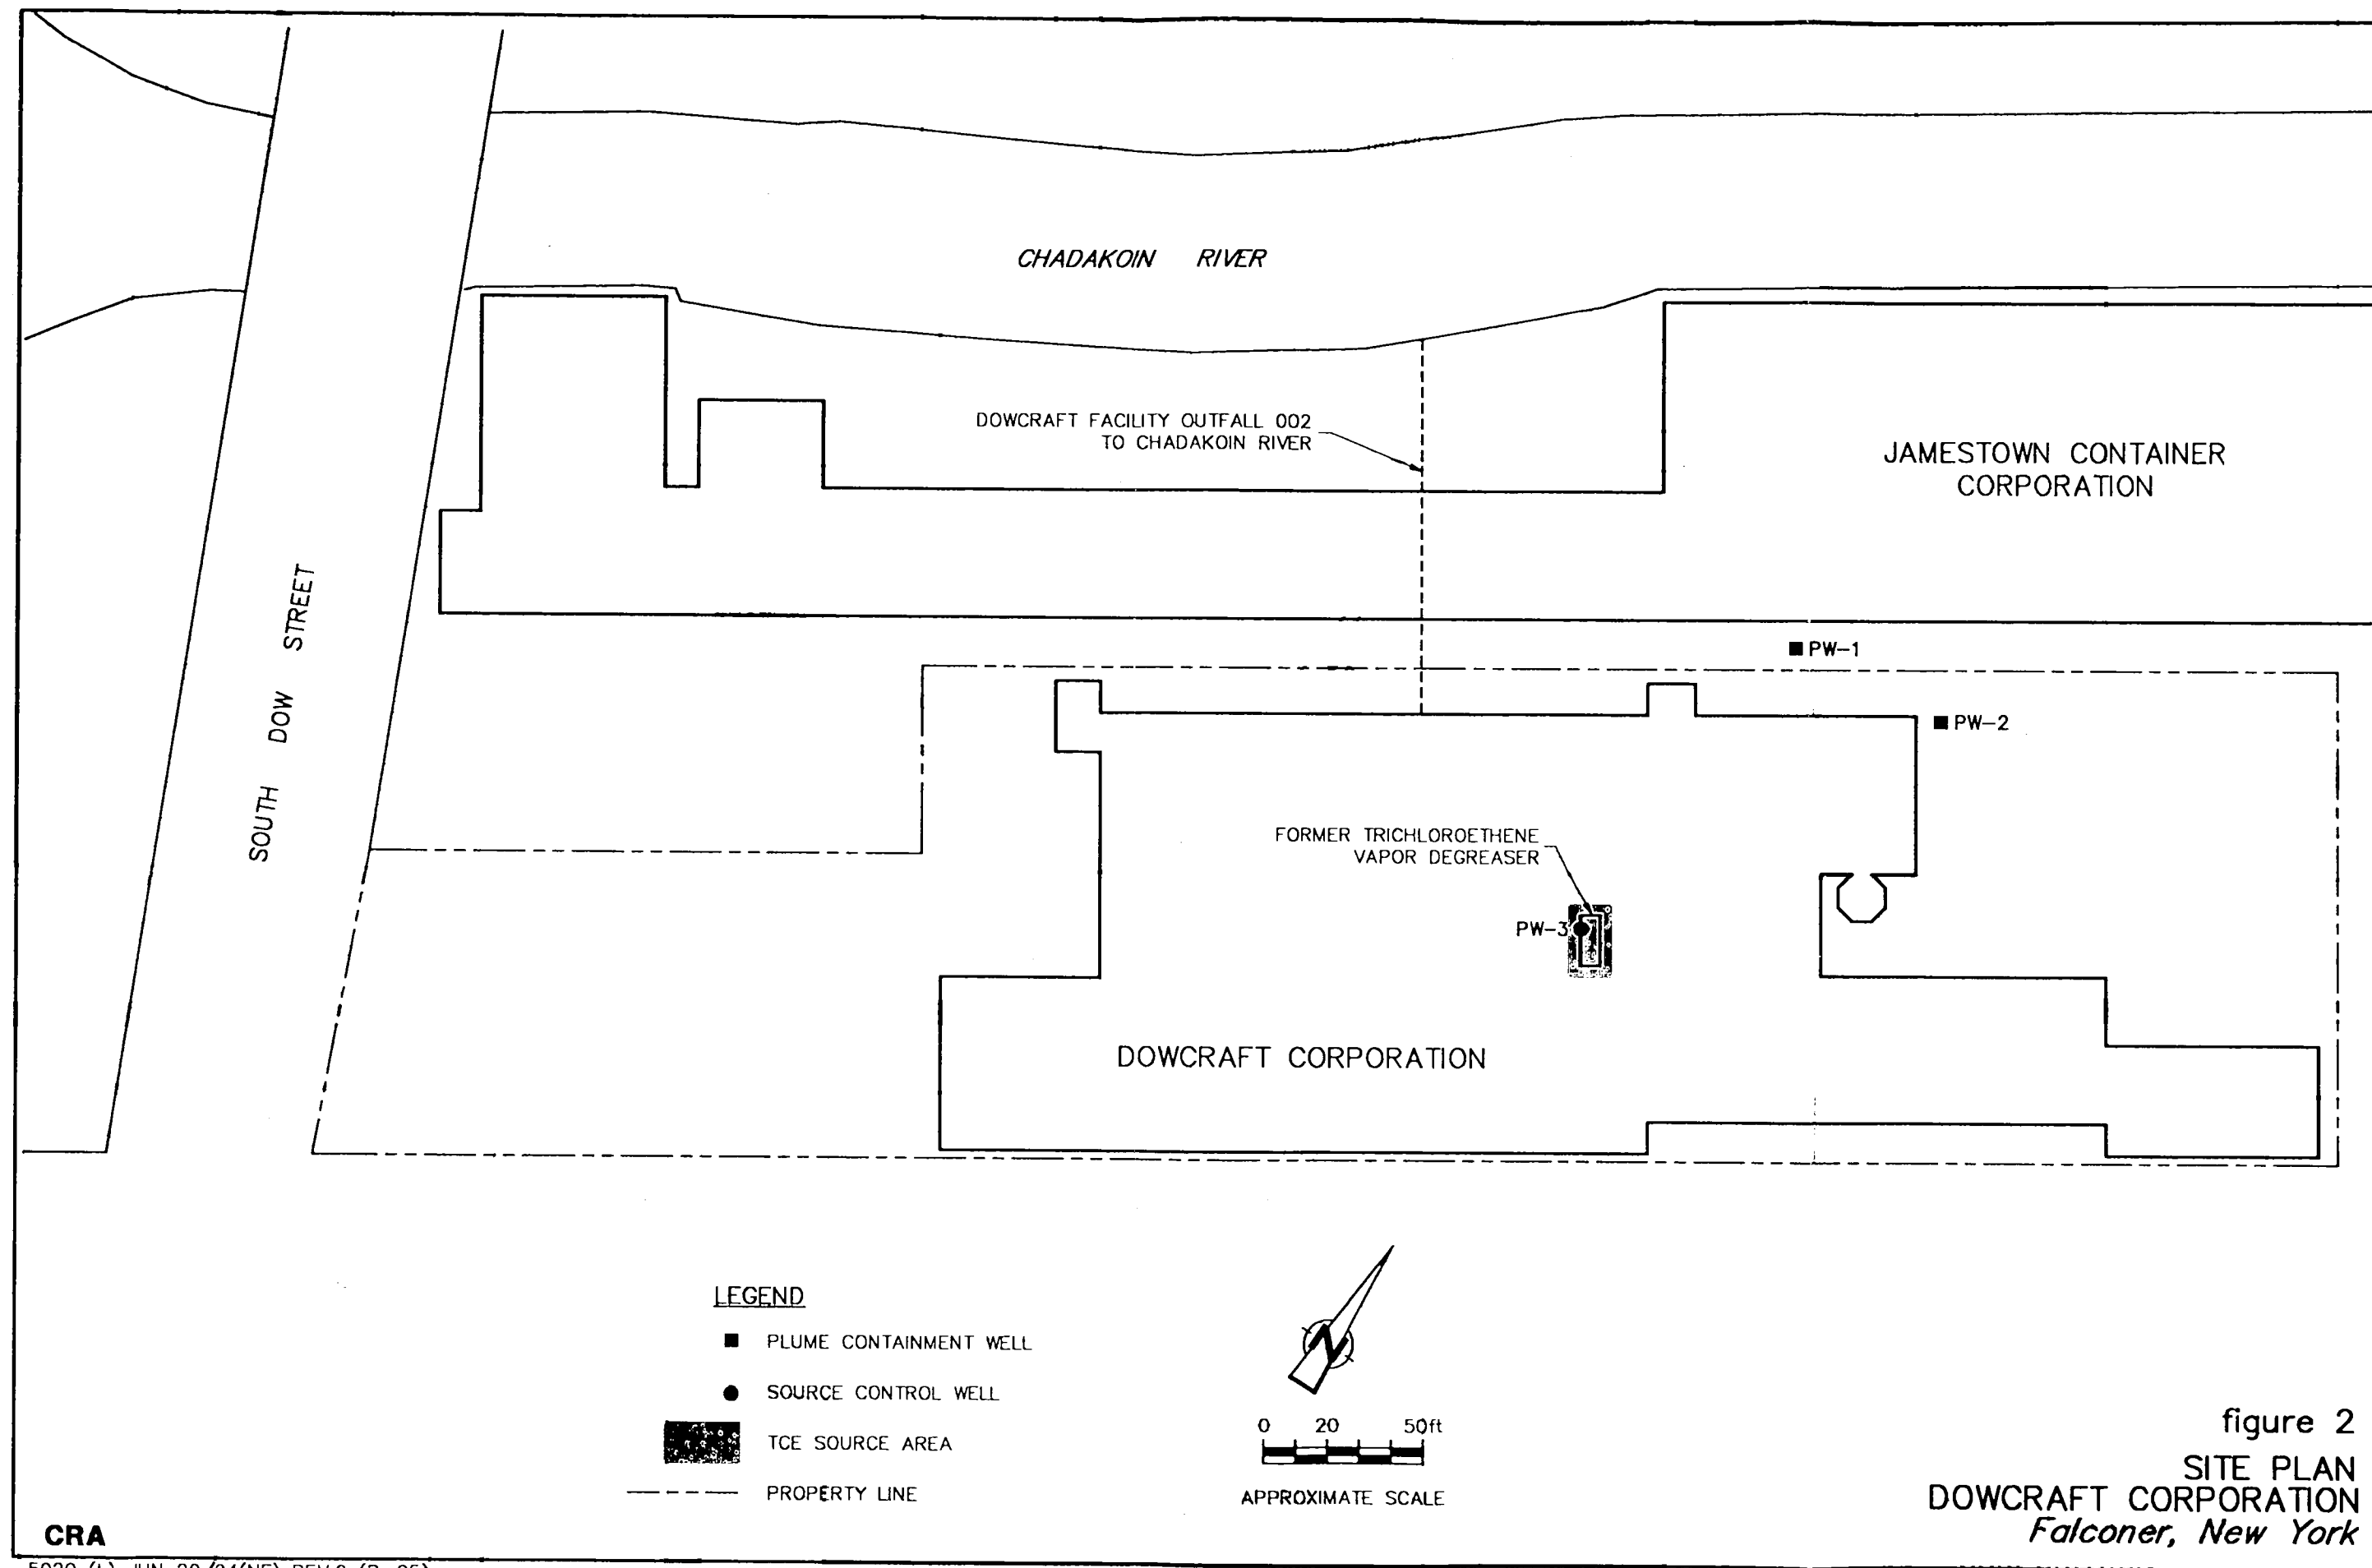 CHADAKOIN RIVER
DOWCRAFT FACILITY OUTFALL 002
TO CHADAKOIN RIVER
JAMESTOWN CONTAINER
CORPORATION
SOUTH DOW STREET
PW-1
PW-2
FORMER TRICHLOROETHENE
VAPOR DEGREASER
PW-3
DOWCRAFT CORPORATION
LEGEND
PLUME CONTAINMENT WELL
SOURCE CONTROL WELL
TCE SOURCE AREA
PROPERTY LINE
N
0 20 50ft
APPROXIMATE SCALE
figure 2
SITE PLAN
DOWCRAFT CORPORATION
Falconer, New York
CRA